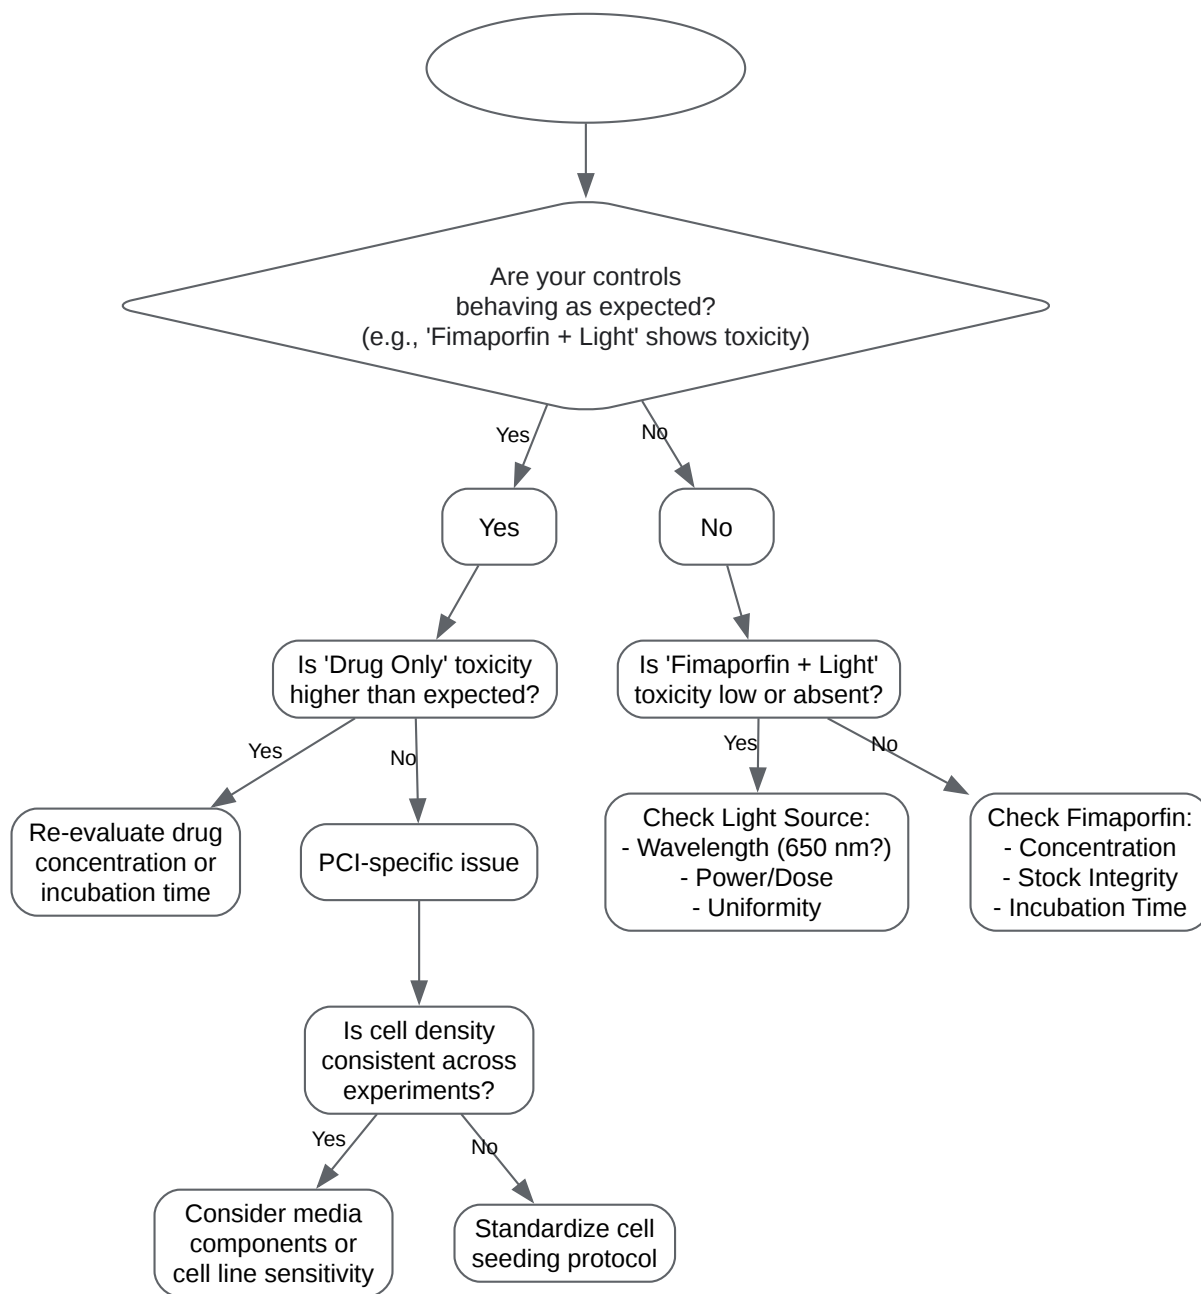 Are your controls
behaving as expected?
(e.g., 'Fimaporfin + Light' shows toxicity)
Yes
No
Yes
No
Is 'Drug Only' toxicity
higher than expected?
Is 'Fimaporfin + Light'
toxicity low or absent?
Yes
No
Yes
No
Re-evaluate drug
concentration or
incubation time
PCI-specific issue
Check Light Source:
- Wavelength (650 nm?)
- Power/Dose
- Uniformity
Check Fimaporfin:
- Concentration
- Stock Integrity
- Incubation Time
Is cell density
consistent across
experiments?
Yes
No
Consider media
components or
cell line sensitivity
Standardize cell
seeding protocol